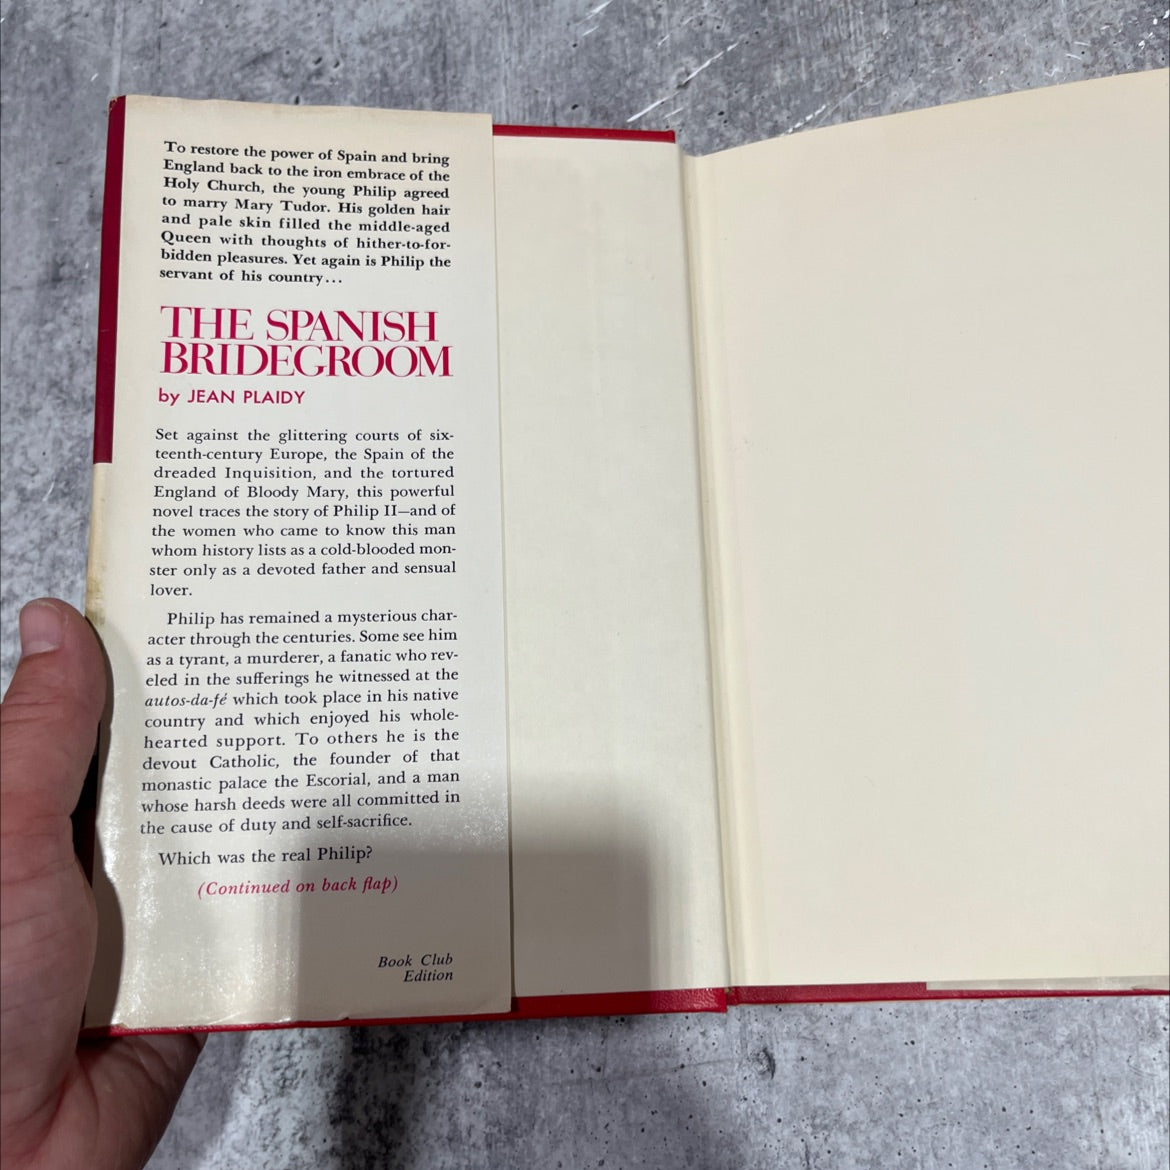 To restore the power of Spain and bring
England back to the iron embrace of the
Holy Church, the young Philip agreed
to marry Mary Tudor. His golden hair
and pale skin filled the middle-aged
Queen with thoughts of hither-to-for-
bidden pleasures. Yet again is Philip the
servant of his country...
THE SPANISH
BRIDEGROOM
by JEAN PLAIDY
Set against the glittering courts of six-
teenth-century Europe, the Spain of the
dreaded Inquisition, and the tortured
England of Bloody Mary, this powerful
novel traces the story of Philip II—and of
the women who came to know this man
whom history lists as a cold-blooded mon-
ster only as a devoted father and sensual
lover.
Philip has remained a mysterious char-
acter through the centuries. Some see him
as a tyrant, a murderer, a fanatic who rev-
eled in the sufferings he witnessed at the
autos-da-fé which took place in his native
country and which enjoyed his whole-
hearted support. To others he is the
devout Catholic, the founder of that
monastic palace the Escorial, and a man
whose harsh deeds were all committed in
the cause of duty and self-sacrifice.
Which was the real Philip?
(Continued on back flap)
Book Club
Edition